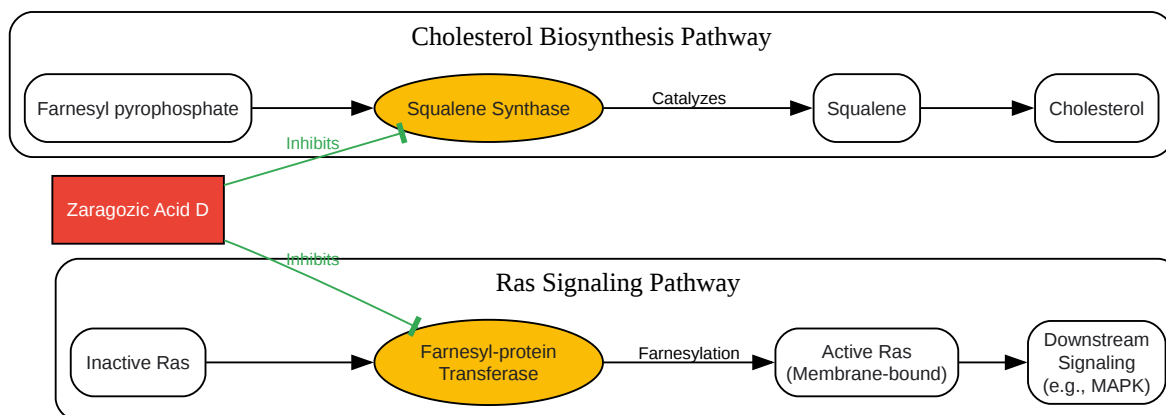 Cholesterol Biosynthesis Pathway
Farnesyl pyrophosphate
Squalene Synthase
Catalyzes
Squalene
Cholesterol
Inhibits
Zaragozic Acid D
Inhibits
Ras Signaling Pathway
Inactive Ras
Farnesyl-protein
Transferase
Farnesylation
Active Ras
(Membrane-bound)
Downstream
Signaling
(e.g., MAPK)